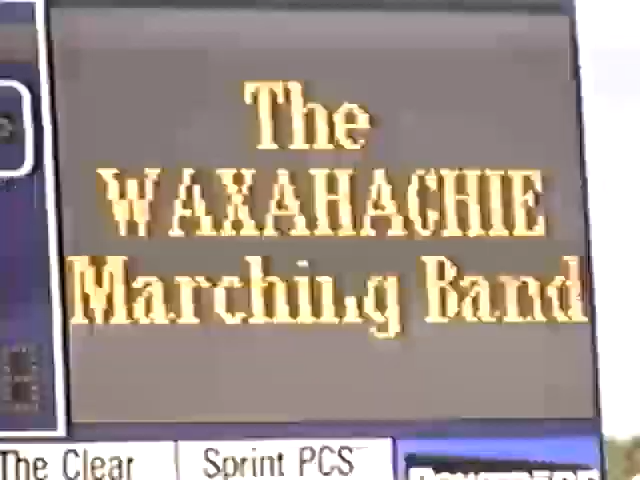 The
WAXAHACHIE
Marching Band
The Clear
Sprint PCS